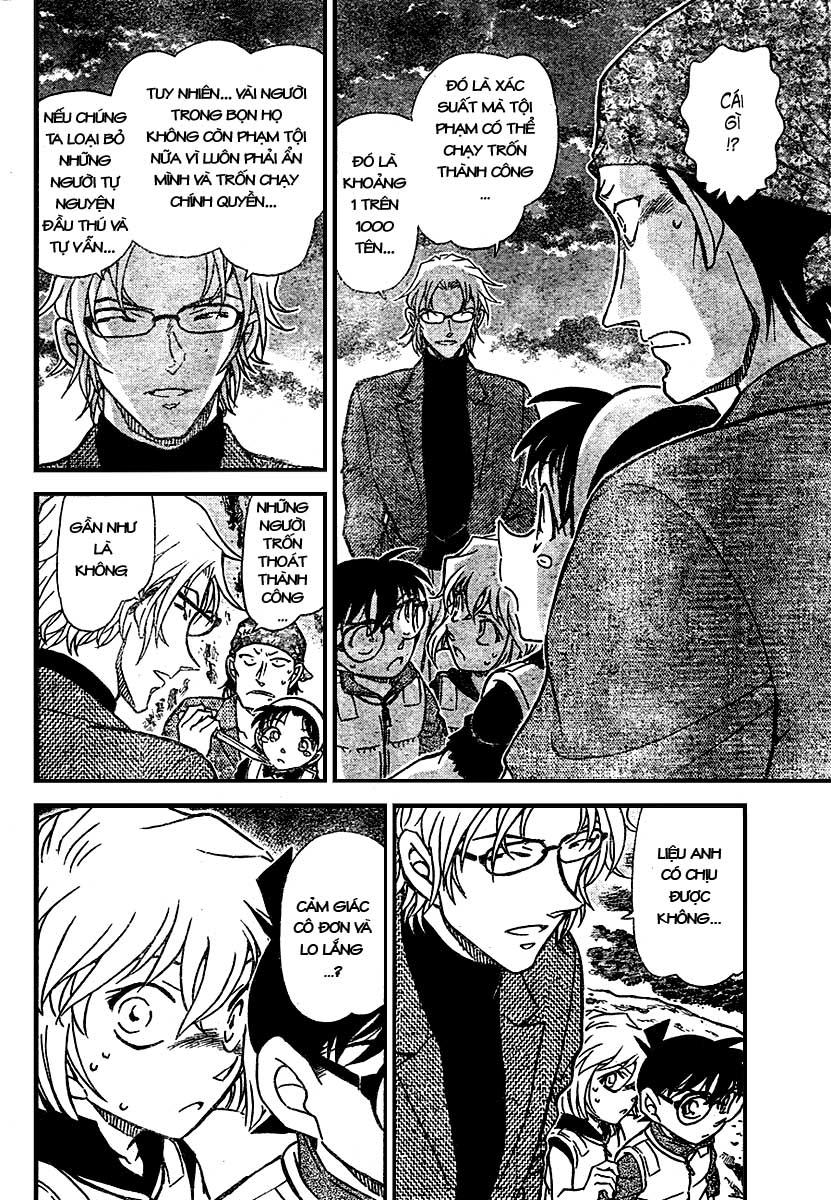 CÁI
GÌ
!?
ĐÓ LÀ XÁC
SUẤT MÀ TỘI
PHẠM CÓ THỂ
CHẠY TRỐN
THÀNH CÔNG
...
ĐÓ LÀ
KHOẢNG
1 TRÊN
1000
TÊN...
TUY NHIÊN... VÀI NGƯỜI
TRONG BỌN HỌ
KHÔNG CÒN PHẠM TỘI
NỮA VÌ LUÔN PHẢI ẨN
MÌNH VÀ TRỐN CHẠY
CHÍNH QUYỀN...
NẾU CHÚNG
TA LOẠI BỎ
NHỮNG
NGƯỜI TỰ
NGUYỆN
ĐẦU THÚ VÀ
TỰ VẪN...
NHỮNG
NGƯỜI
TRỐN
THOÁT
THÀNH
CÔNG
...
GẦN NHƯ
LÀ
KHÔNG
LIỆU ANH
CÓ CHỊU
ĐƯỢC
KHÔNG...
CẢM GIÁC
CÔ ĐƠN VÀ
LO LẮNG
...?